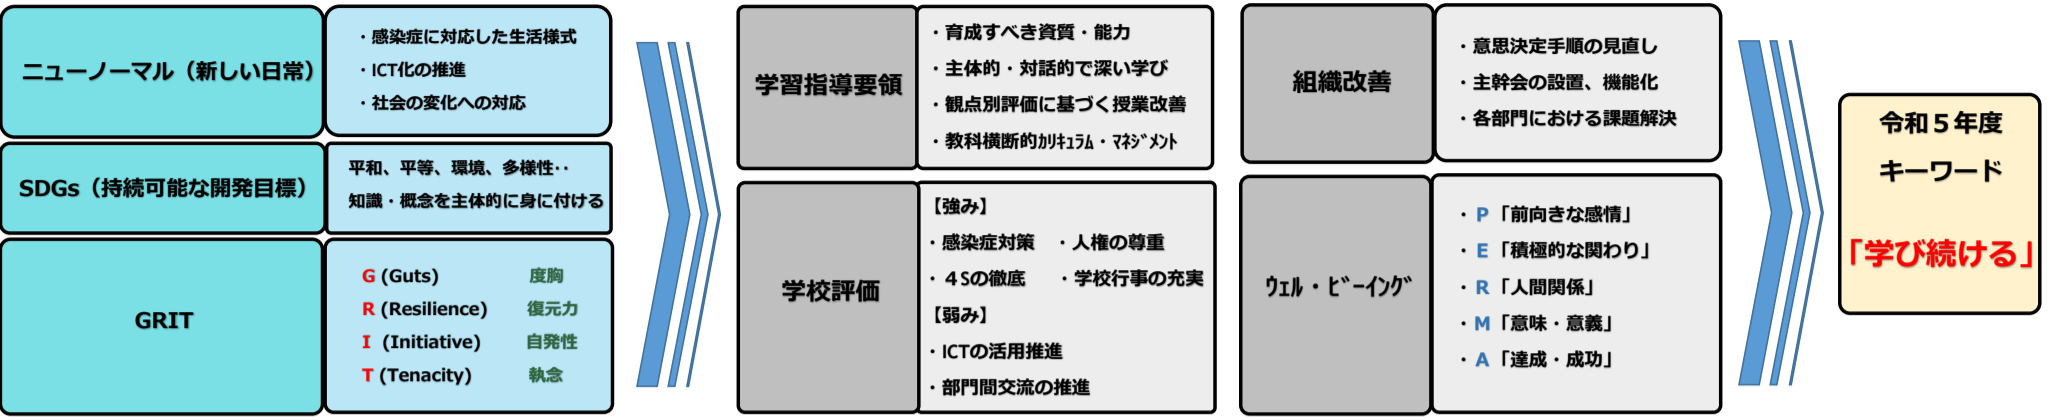 ニューノーマル（新しい日常）
・感染症に対応した生活様式
・ICT化の推進
・社会の変化への対応
SDGs（持続可能な開発目標）
平和、平等、環境、多様性‥
知識・概念を主体的に身に付ける
GRIT
G (Guts) 度胸
R (Resilience) 復元力
I (Initiative) 自発性
T (Tenacity) 執念
学習指導要領
・育成すべき資質・能力
・主体的・対話的で深い学び
・観点別評価に基づく授業改善
・教科横断的ｶﾘｷｭﾗﾑ・ﾏﾈｼﾞﾒﾝﾄ
学校評価
【強み】
・感染症対策 ・人権の尊重
・４Sの徹底 ・学校行事の充実
【弱み】
・ICTの活用推進
・部門間交流の推進
組織改善
・意思決定手順の見直し
・主幹会の設置、機能化
・各部門における課題解決
ｳｪﾙ・ﾋﾞｰｲﾝｸﾞ
・P「前向きな感情」
・E「積極的な関わり」
・R「人間関係」
・M「意味・意義」
・A「達成・成功」
令和５年度
キーワード
「学び続ける」